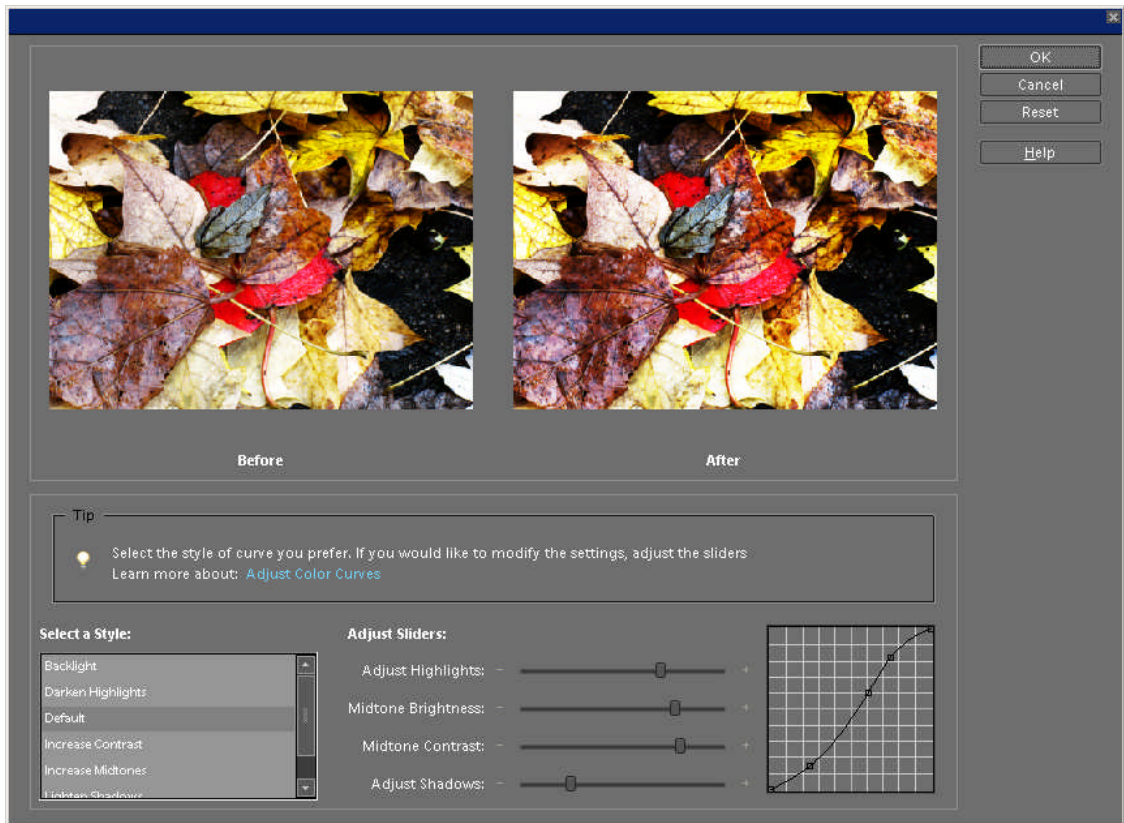 OK
Cancel
Reset
Help
Before
After
Tip
Select the style of curve you prefer. If you would like to modify the settings, adjust the sliders
Learn more about: Adjust Color Curves
Select a Style:
Backlight
Darken Highlights
Default
Increase Contrast
Increase Midtones
Lighten Shadows
Adjust Sliders:
Adjust Highlights: - +
Midtone Brightness: - +
Midtone Contrast: - +
Adjust Shadows: - +